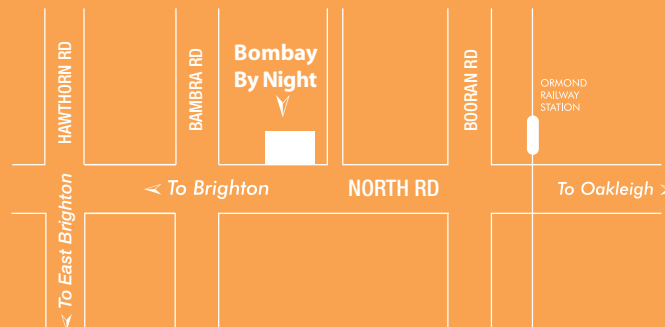 HAWTHORN RD
BAMBRA RD
Bombay
By Night
BOORAN RD
ORMOND
RAILWAY
STATION
To Brighton
NORTH RD
To Oakleigh
To East Brighton